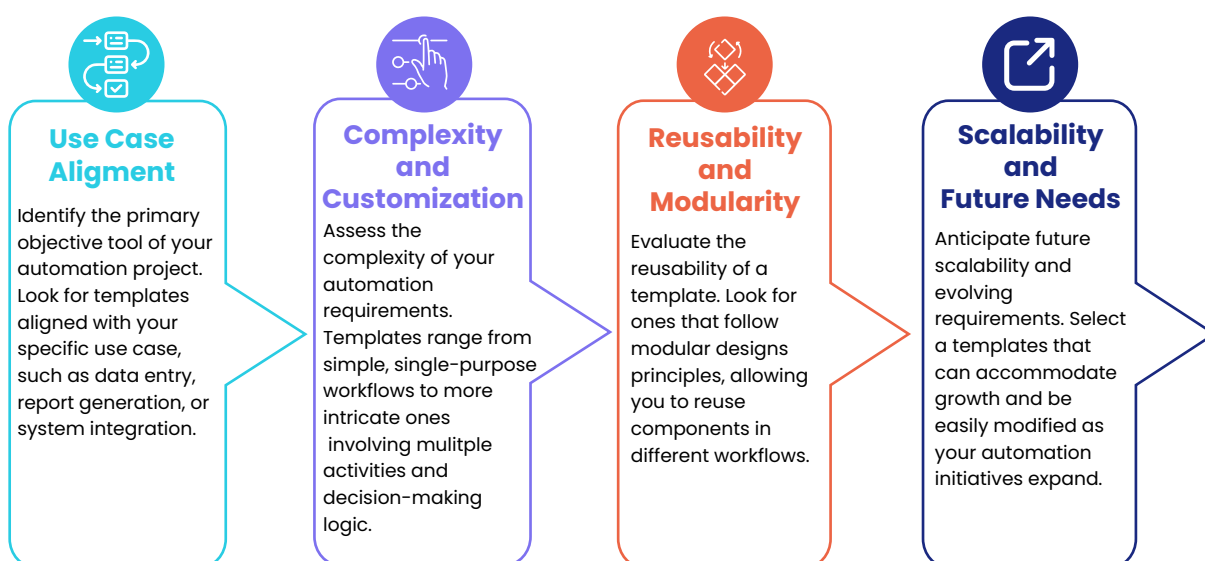 Use Case
Aligment
Identify the primary
objective tool of your
automation project.
Look for templates
aligned with your
specific use case,
such as data entry,
report generation, or
system integration.
Complexity
and
Customization
Assess the
complexity of your
automation
requirements.
Templates range from
simple, single-purpose
workflows to more
intricate ones
involving mulitple
activities and
decision-making
logic.
Reusability
and
Modularity
Evaluate the
reusability of a
template. Look for
ones that follow
modular designs
principles, allowing
you to reuse
components in
different workflows.
Scalability
and
Future Needs
Anticipate future
scalability and
evolving
requirements. Select
a templates that
can accommodate
growth and be
easily modified as
your automation
initiatives expand.